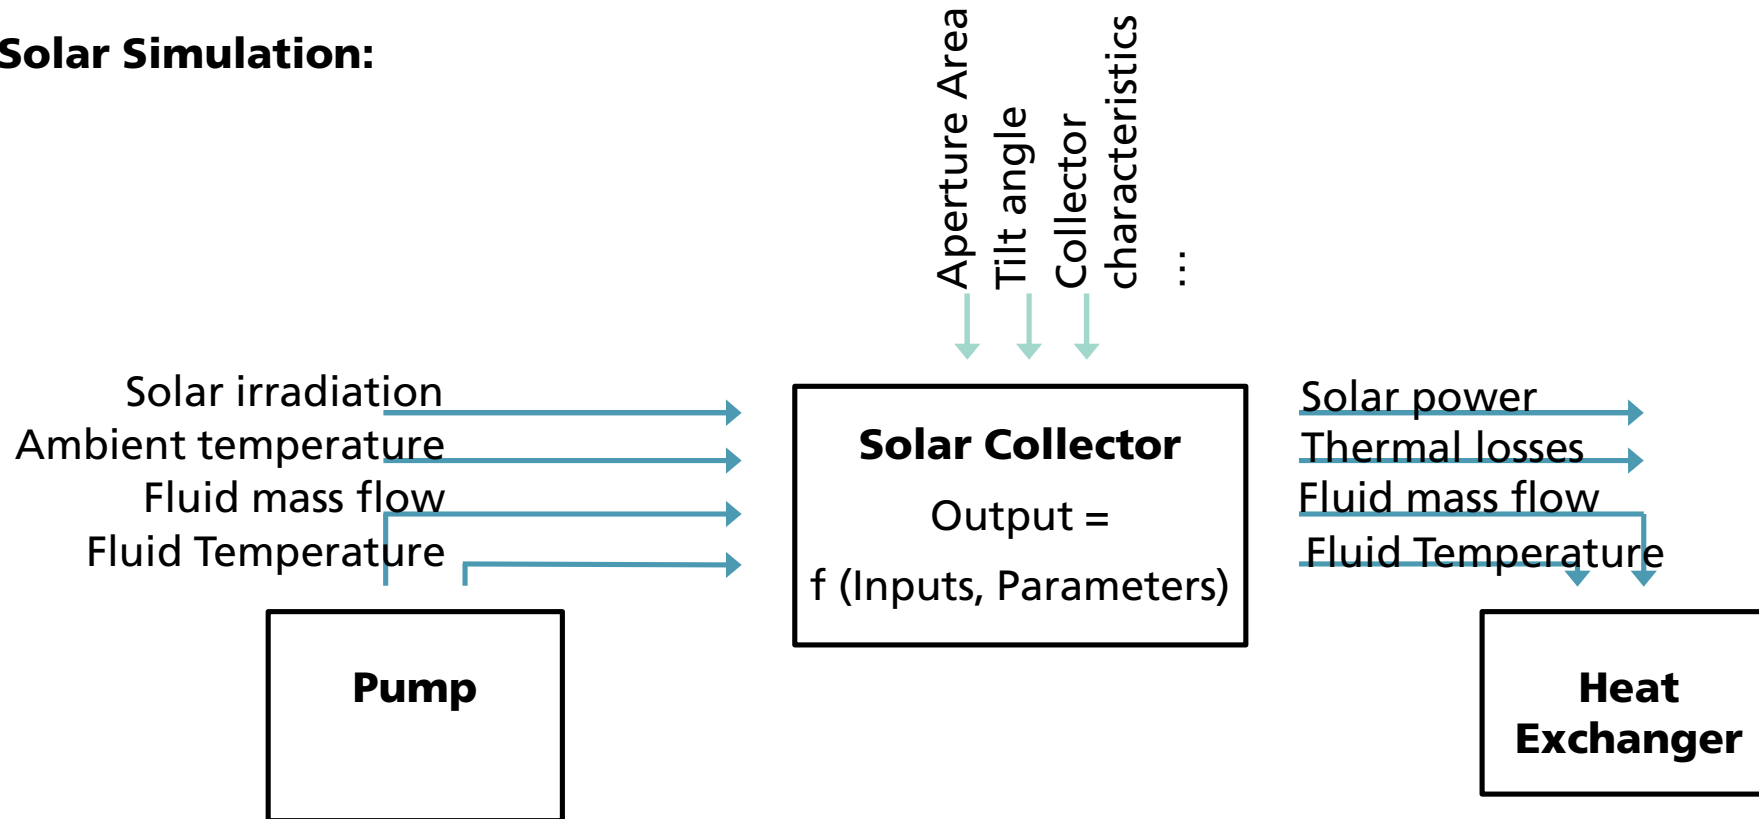 Solar Simulation:
Aperture Area
Tilt angle
Collector
characteristics
...
Solar irradiation
Ambient temperature
Fluid mass flow
Fluid Temperature
Solar Collector
Output =
f (Inputs, Parameters)
Solar power
Thermal losses
Fluid mass flow
Fluid Temperature
Pump
Heat
Exchanger